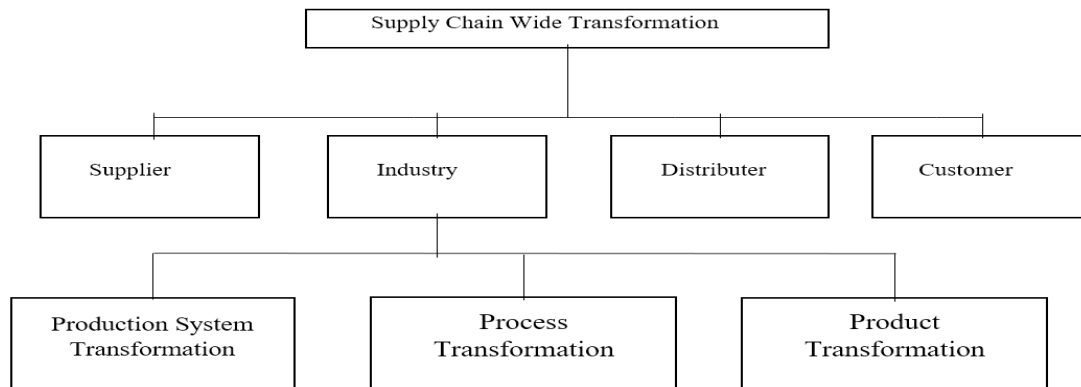 Supply Chain Wide Transformation
Supplier
Industry
Distributer
Customer
Production System
Transformation
Process
Transformation
Product
Transformation